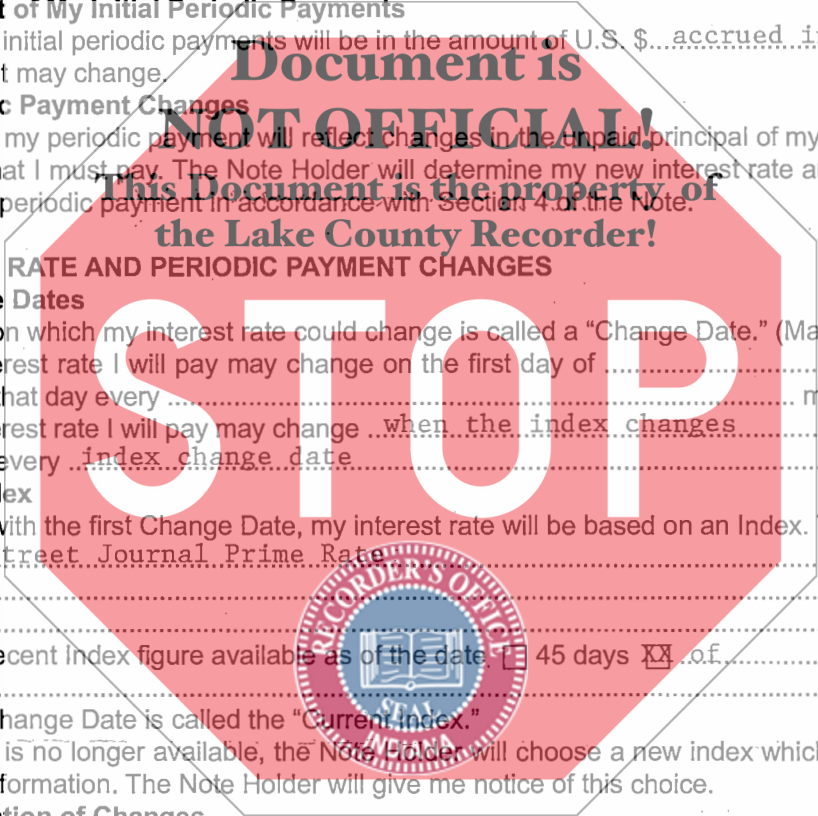 t of My Initial Periodic Payments
initial periodic payments will be in the amount of U.S. $... accrued i
t may change.
c Payment Changes
my periodic payment will reflect changes in the unpaid principal of my
at I must pay. The Note Holder will determine my new interest rate a
periodic payment in accordance with Section 4 of the Note.
Document is
NOT OFFICIAL!
This Document is the property of
the Lake County Recorder!
RATE AND PERIODIC PAYMENT CHANGES
e Dates
on which my interest rate could change is called a “Change Date.” (Ma
erest rate I will pay may change on the first day of ....................
hat day every .................... m
erest rate I will pay may change ... when the index changes
every .. index change date ....................
STOP
ex
with the first Change Date, my interest rate will be based on an Index.
treet Journal Prime Rate ....................
ecent Index figure available as of the date: ☐ 45 days XX .. of ..........
hange Date is called the “Current Index.”
is no longer available, the Note Holder will choose a new index whic
formation. The Note Holder will give me notice of this choice.
tion of Changes
RECORDER'S OFFICE
SEAL
INDIANA